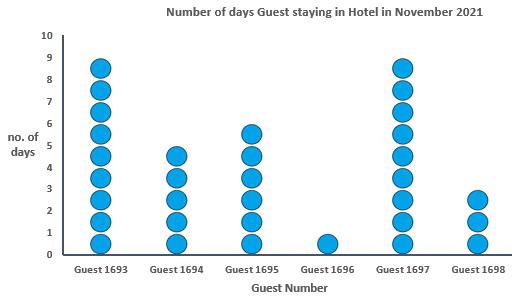 Number of days Guest staying in Hotel in November 2021
10
9
8
7
6
5
4
3
2
1
0
no. of
days
Guest 1693 Guest 1694 Guest 1695 Guest 1696 Guest 1697 Guest 1698
Guest Number